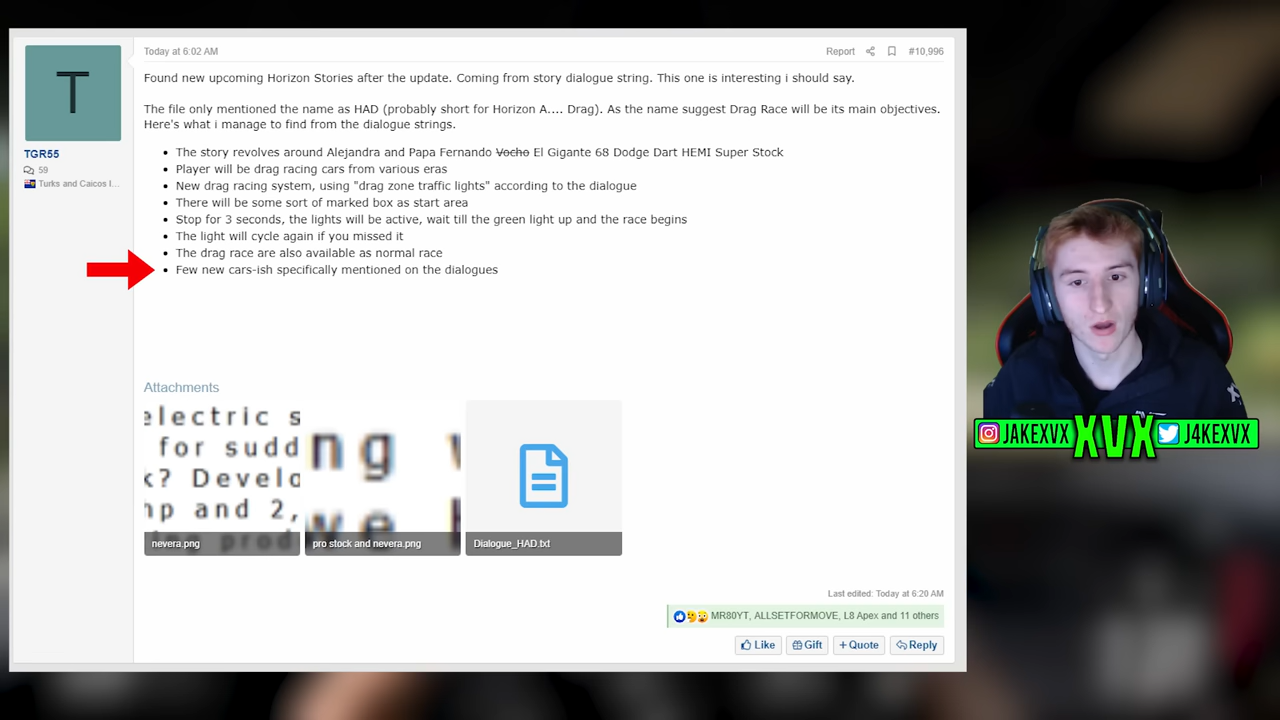 T
Today at 6:02 AM
Report
#10,996
Found new upcoming Horizon Stories after the update. Coming from story dialogue string. This one is interesting i should say.
The file only mentioned the name as HAD (probably short for Horizon A.... Drag). As the name suggest Drag Race will be its main objectives.
Here's what i manage to find from the dialogue strings.
TGR55
59
Turks and Caicos I...
The story revolves around Alejandra and Papa Fernando Vocho El Gigante 68 Dodge Dart HEMI Super Stock
Player will be drag racing cars from various eras
New drag racing system, using "drag zone traffic lights" according to the dialogue
There will be some sort of marked box as start area
Stop for 3 seconds, the lights will be active, wait till the green light up and the race begins
The light will cycle again if you missed it
The drag race are also available as normal race
Few new cars-ish specifically mentioned on the dialogues
Attachments
electric s
for sudd
k? Develo
np and 2,
nevera.png
ng
we
pro stock and nevera.png
Dialogue_HAD.txt
Last edited: Today at 6:20 AM
MR80YT, ALLSETFORMOVE, L8 Apex and 11 others
Like
Gift
+Quote
Reply
JAKEXVX
XVX
J4KEXVX